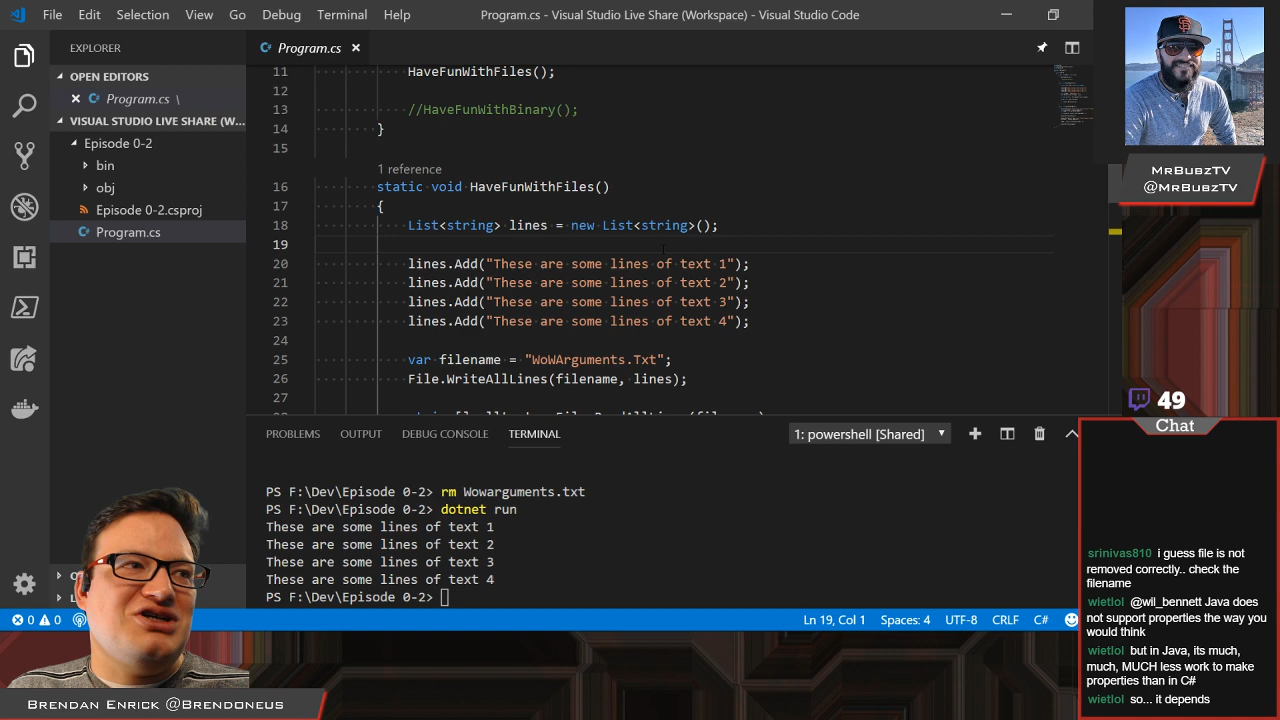 File Edit Selection View Go Debug Terminal Help
Program.cs - Visual Studio Live Share (Workspace) - Visual Studio Code
EXPLORER
OPEN EDITORS
Program.cs \
VISUAL STUDIO LIVE SHARE (W...
Episode 0-2
bin
obj
Episode 0-2.csproj
Program.cs
Program.cs
11 HaveFunWithFiles();
12
13 //HaveFunWithBinary();
14 }
15
1 reference
16 static void HaveFunWithFiles()
17 {
18 List<string> lines = new List<string>();
19
20 lines.Add("These are some lines of text 1");
21 lines.Add("These are some lines of text 2");
22 lines.Add("These are some lines of text 3");
23 lines.Add("These are some lines of text 4");
24
25 var filename = "WoWArguments.Txt";
26 File.WriteAllLines(filename, lines);
27
PROBLEMS OUTPUT DEBUG CONSOLE TERMINAL
1: powershell [Shared]
PS F:\Dev\Episode 0-2> rm Wowarguments.txt
PS F:\Dev\Episode 0-2> dotnet run
These are some lines of text 1
These are some lines of text 2
These are some lines of text 3
These are some lines of text 4
PS F:\Dev\Episode 0-2>
0 0
Ln 19, Col 1 Spaces: 4 UTF-8 CRLF C#
MrBubzTV
@MrBubzTV
49
Chat
srinivas810 i guess file is not
removed correctly.. check the
filename
wietlol @wil_bennett Java does
not support properties the way you
would think
wietlol but in Java, its much,
much, MUCH less work to make
properties than in C#
wietlol so... it depends
Brendan Enrick @Brendoneus